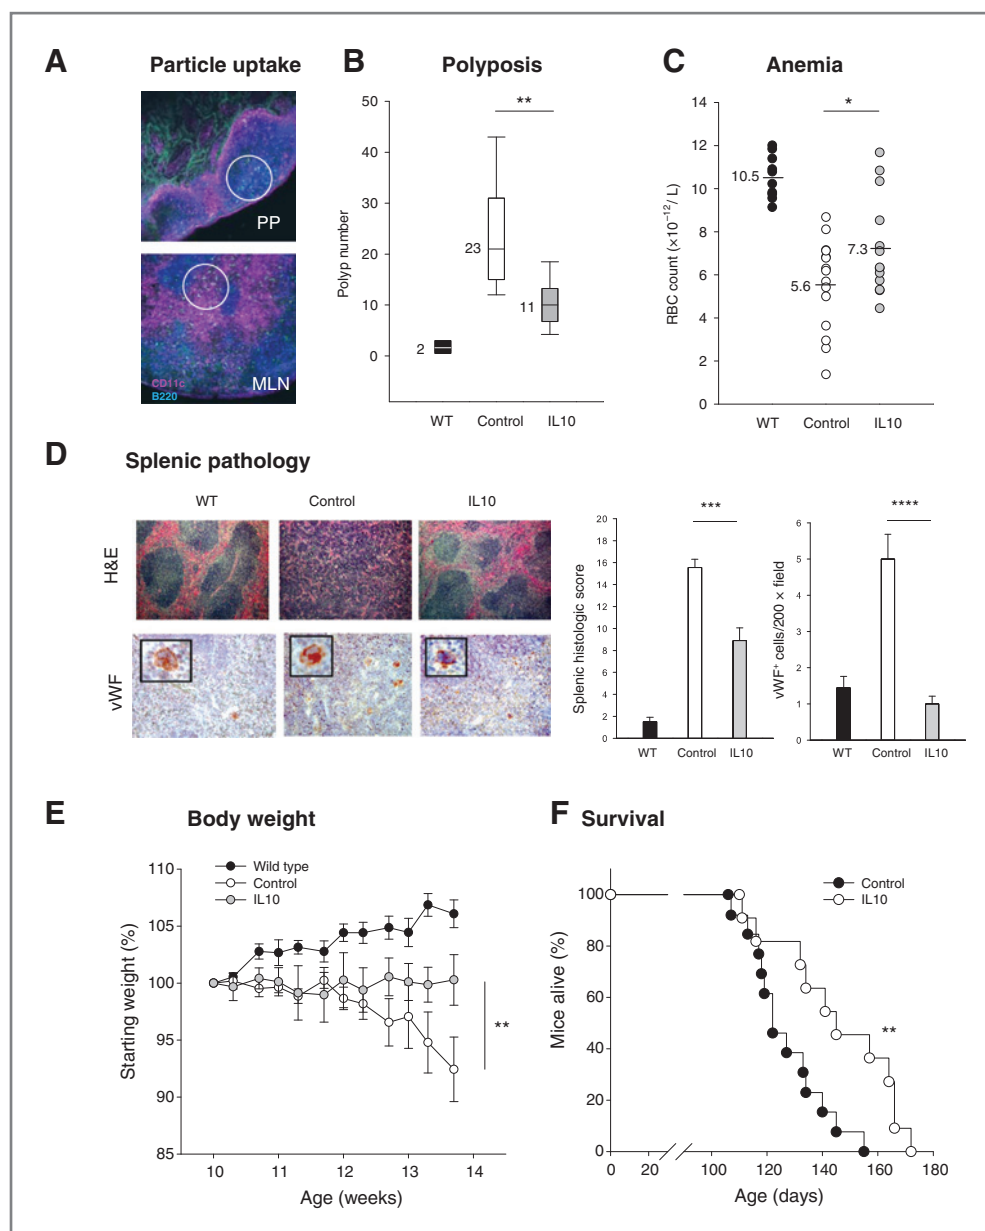 A Particle uptake
PP
MLN
CD11c
B220
B Polyposis
**
50
40
30
20
10
0
Polyp number
23
11
2
WT Control IL10
C Anemia
*
14
12
10
8
6
4
2
0
RBC count (×10⁻¹²/ L)
10.5
5.6
7.3
WT Control IL10
D Splenic pathology
WT Control IL10
H&E
vWF
***
20
18
16
14
12
10
8
6
4
2
0
Splenic histologic score
WT Control IL10
****
6
5
4
3
2
1
0
vWF⁺ cells/200 × field
WT Control IL10
E Body weight
110
105
100
95
90
85
Starting weight (%)
Wild type
Control
IL10
**
10 11 12 13 14
Age (weeks)
F Survival
100
80
60
40
20
0
Mice alive (%)
Control
IL10
**
0 20 100 120 140 160 180
Age (days)